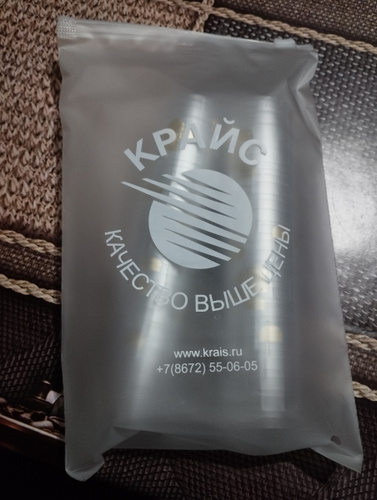 КРАЙС
КАЧЕСТВО ВЫШЕ ЦЕНЫ
www.krais.ru
+7(8672) 55-06-05